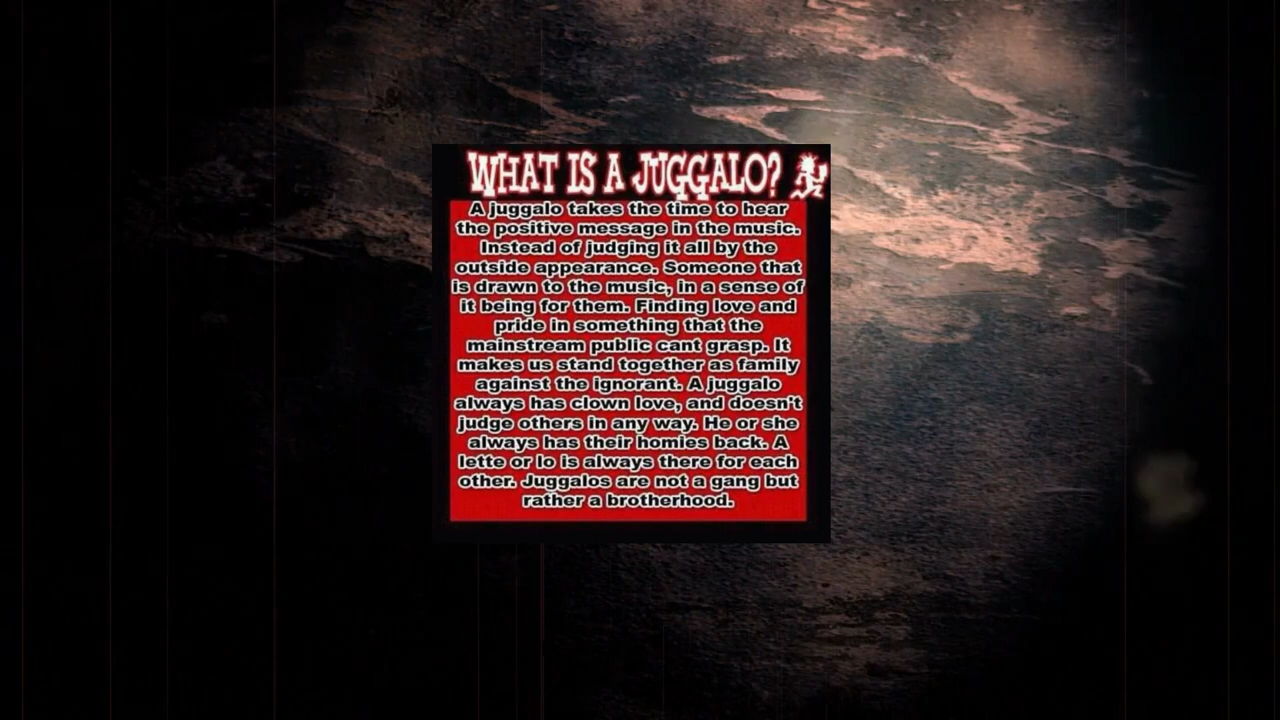 WHAT IS A JUGGALO?
A juggalo takes the time to hear
the positive message in the music.
Instead of judging it all by the
outside appearance. Someone that
is drawn to the music, in a sense of
it being for them. Finding love and
pride in something that the
mainstream public cant grasp. It
makes us stand together as family
against the ignorant. A juggalo
always has clown love, and doesn't
judge others in any way. He or she
always has their homies back. A
lette or lo is always there for each
other. Juggalos are not a gang but
rather a brotherhood.